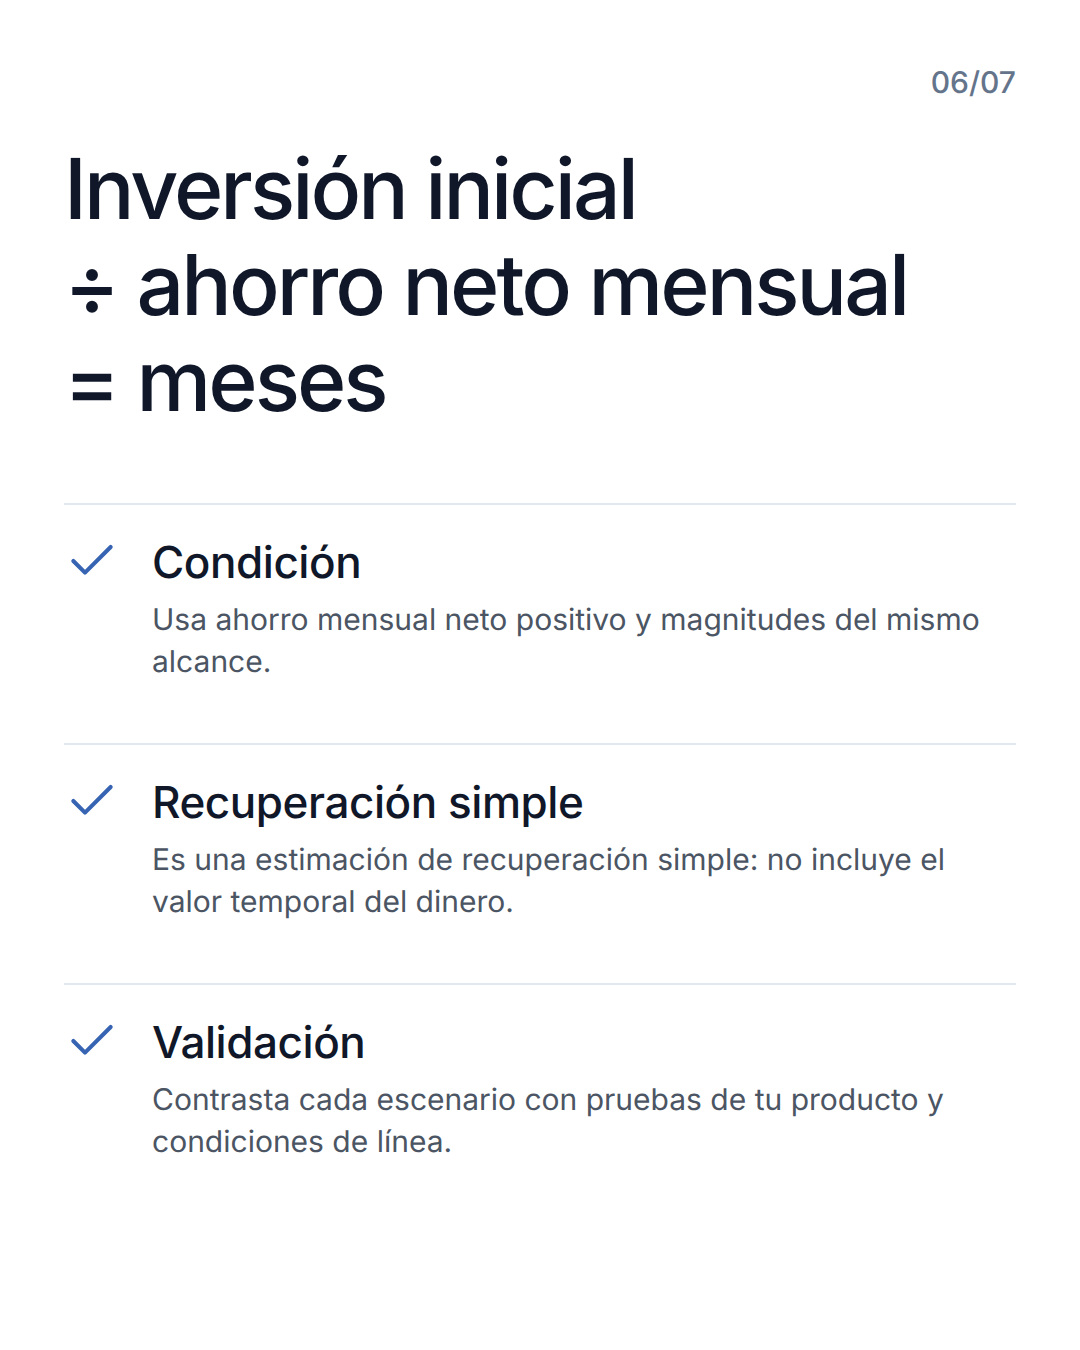 06/07
Inversión inicial
÷ ahorro neto mensual
= meses
Condición
Usa ahorro mensual neto positivo y magnitudes del mismo
alcance.
Recuperación simple
Es una estimación de recuperación simple: no incluye el
valor temporal del dinero.
Validación
Contrasta cada escenario con pruebas de tu producto y
condiciones de línea.